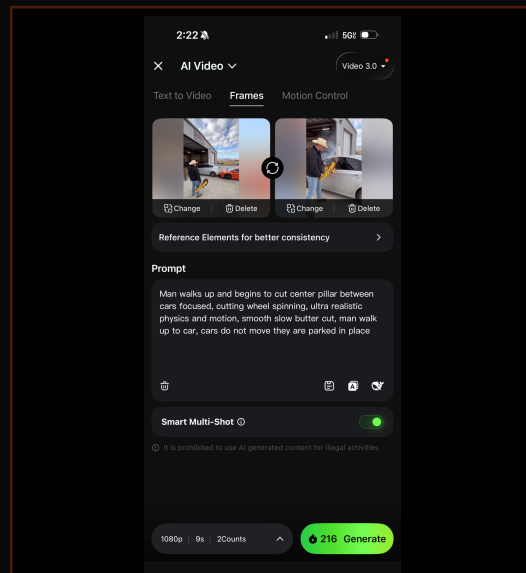 2:22
5G
AI Video
Video 3.0
Text to Video Frames Motion Control
Change Delete Change Delete
Reference Elements for better consistency
Prompt
Man walks up and begins to cut center pillar between
cars focused, cutting wheel spinning, ultra realistic
physics and motion, smooth slow butter cut, man walk
up to car, cars do not move they are parked in place
A
Smart Multi-Shot
It is prohibited to use AI generated content for illegal activities
1080p | 9s | 2Counts
216 Generate